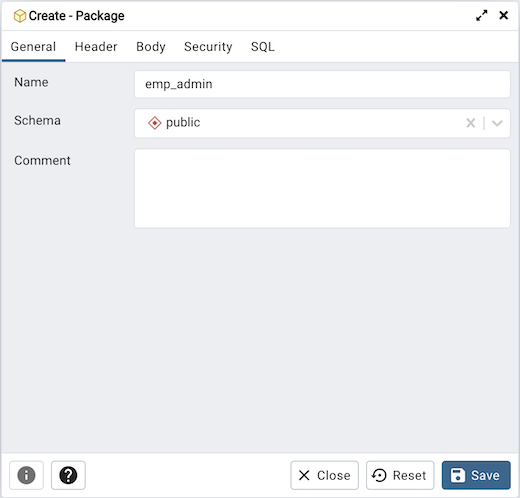 Create - Package
General Header Body Security SQL
Name emp_admin
Schema public
Comment
Close Reset Save